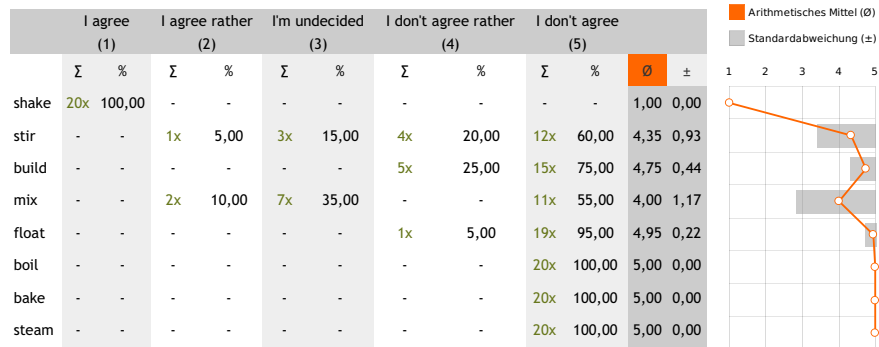 I agree I agree rather I'm undecided I don't agree rather I don't agree
(1) (2) (3) (4) (5)
Arithmetisches Mittel (Ø)
Standardabweichung (±)
Σ % Σ % Σ % Σ % Σ % Ø ± 1 2 3 4 5
shake 20x 100,00 - - - - - - - - 1,00 0,00
stir - - 1x 5,00 3x 15,00 4x 20,00 12x 60,00 4,35 0,93
build - - - - - - 5x 25,00 15x 75,00 4,75 0,44
mix - - 2x 10,00 7x 35,00 - - 11x 55,00 4,00 1,17
float - - - - - - 1x 5,00 19x 95,00 4,95 0,22
boil - - - - - - - - 20x 100,00 5,00 0,00
bake - - - - - - - - 20x 100,00 5,00 0,00
steam - - - - - - - - 20x 100,00 5,00 0,00